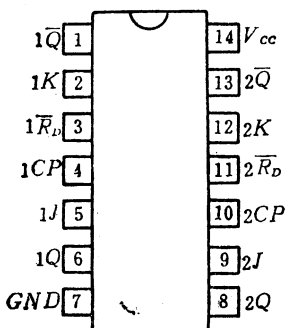 1Q̅ 1 14 Vcc
1K 2 13 2Q̅
1R̅D 3 12 2K
1CP 4 11 2R̅D
1J 5 10 2CP
1Q 6 9 2J
GND 7 8 2Q